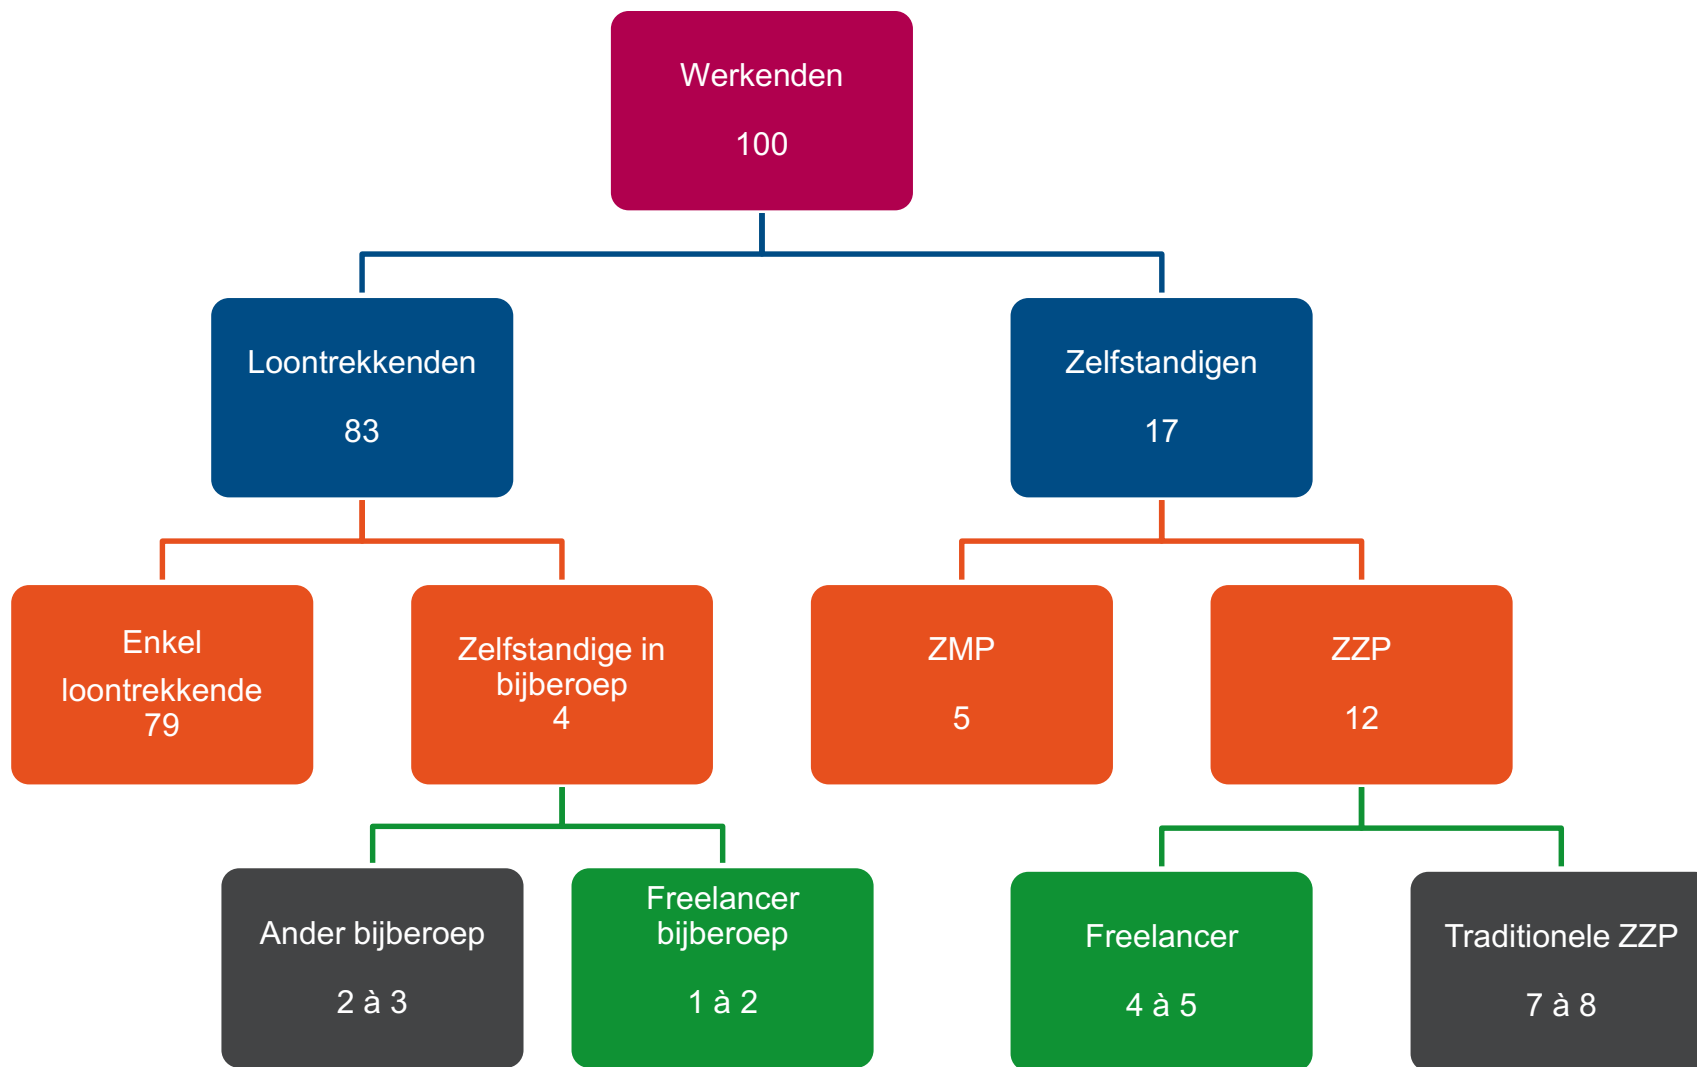 Werkenden
100
Loontrekkenden
83
Zelfstandigen
17
Enkel
loontrekkende
79
Zelfstandige in
bijberoep
4
ZMP
5
ZZP
12
Ander bijberoep
2 à 3
Freelancer
bijberoep
1 à 2
Freelancer
4 à 5
Traditionele ZZP
7 à 8